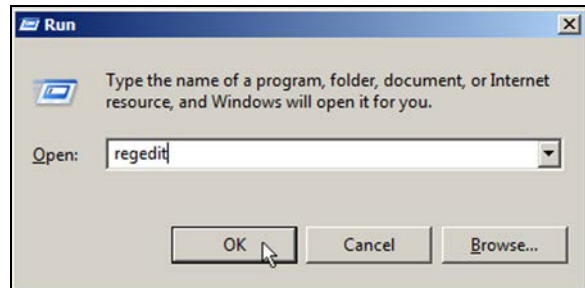 Run
Type the name of a program, folder, document, or Internet
resource, and Windows will open it for you.
Open: regedit
OK Cancel Browse...